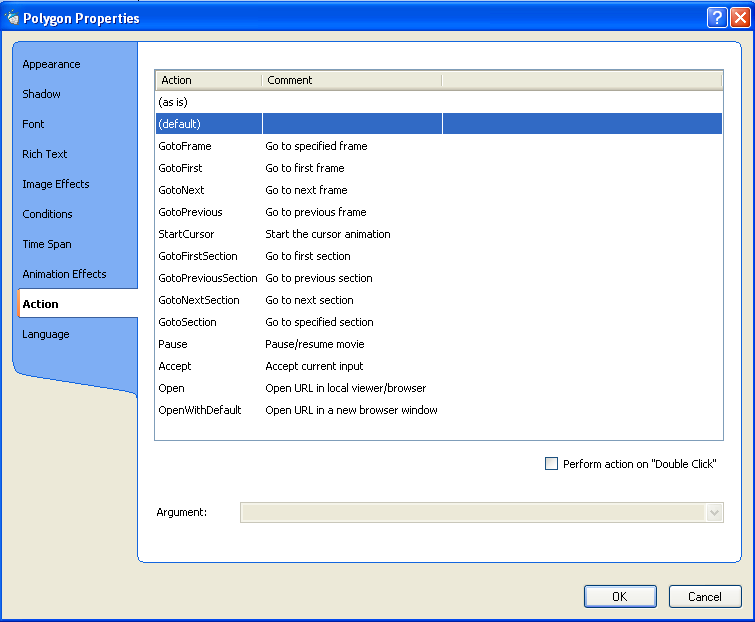 Polygon Properties
Appearance
Shadow
Font
Rich Text
Image Effects
Conditions
Time Span
Animation Effects
Action
Language
Action Comment
(as is)
(default)
GotoFrame Go to specified frame
GotoFirst Go to first frame
GotoNext Go to next frame
GotoPrevious Go to previous frame
StartCursor Start the cursor animation
GotoFirstSection Go to first section
GotoPreviousSection Go to previous section
GotoNextSection Go to next section
GotoSection Go to specified section
Pause Pause/resume movie
Accept Accept current input
Open Open URL in local viewer/browser
OpenWithDefault Open URL in a new browser window
Perform action on "Double Click"
Argument:
OK Cancel